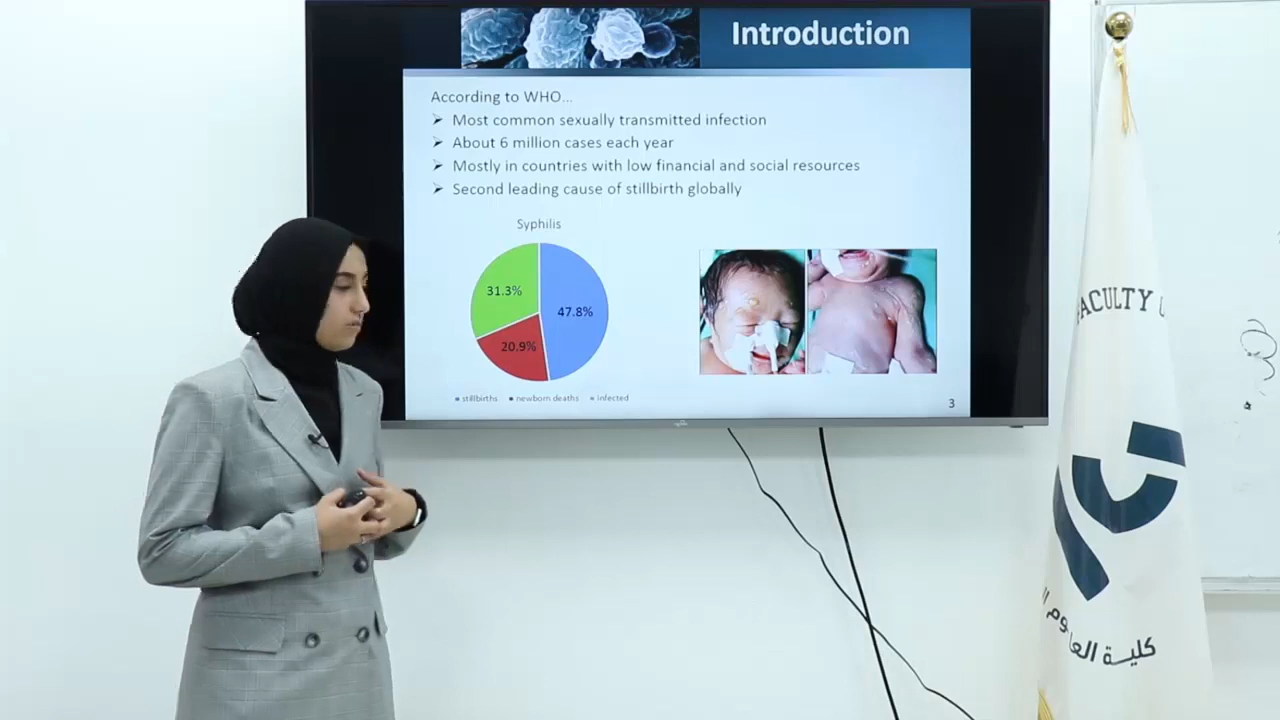 Introduction
According to WHO...
➢ Most common sexually transmitted infection
➢ About 6 million cases each year
➢ Mostly in countries with low financial and social resources
➢ Second leading cause of stillbirth globally
Syphilis
31.3%
47.8%
20.9%
stillbirths newborn deaths infected
3
FACULTY
كلية